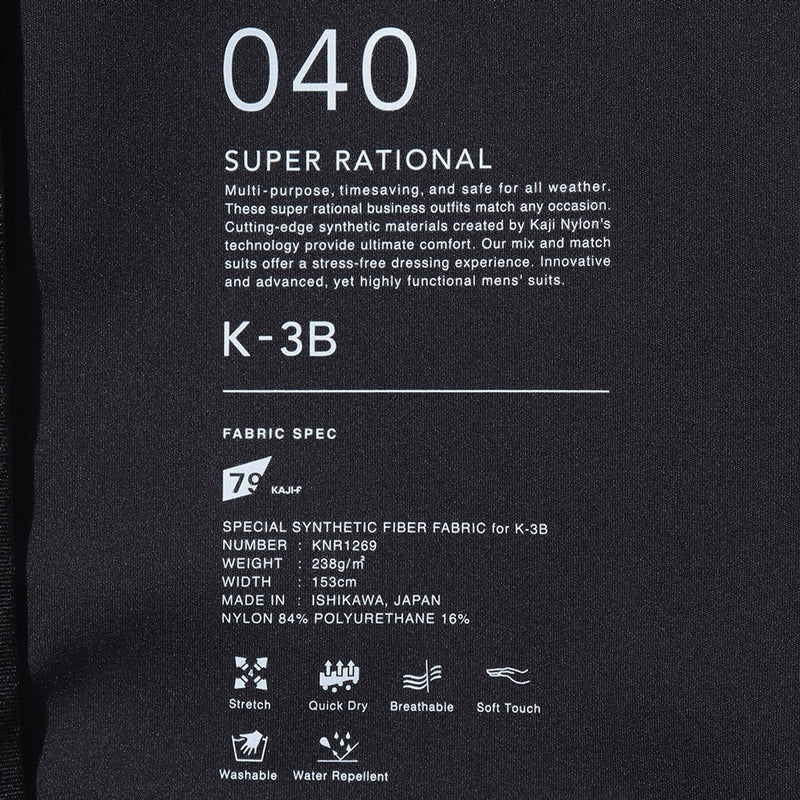 040
SUPER RATIONAL
Multi-purpose, timesaving, and safe for all weather.
These super rational business outfits match any occasion.
Cutting-edge synthetic materials created by Kaji Nylon's
technology provide ultimate comfort. Our mix and match
suits offer a stress-free dressing experience. Innovative
and advanced, yet highly functional mens' suits.
K-3B
FABRIC SPEC
79 KAJI-F
SPECIAL SYNTHETIC FIBER FABRIC for K-3B
NUMBER : KNR1269
WEIGHT : 238g/㎡
WIDTH : 153cm
MADE IN : ISHIKAWA, JAPAN
NYLON 84% POLYURETHANE 16%
4
Stretch Quick Dry Breathable Soft Touch
Washable Water Repellent